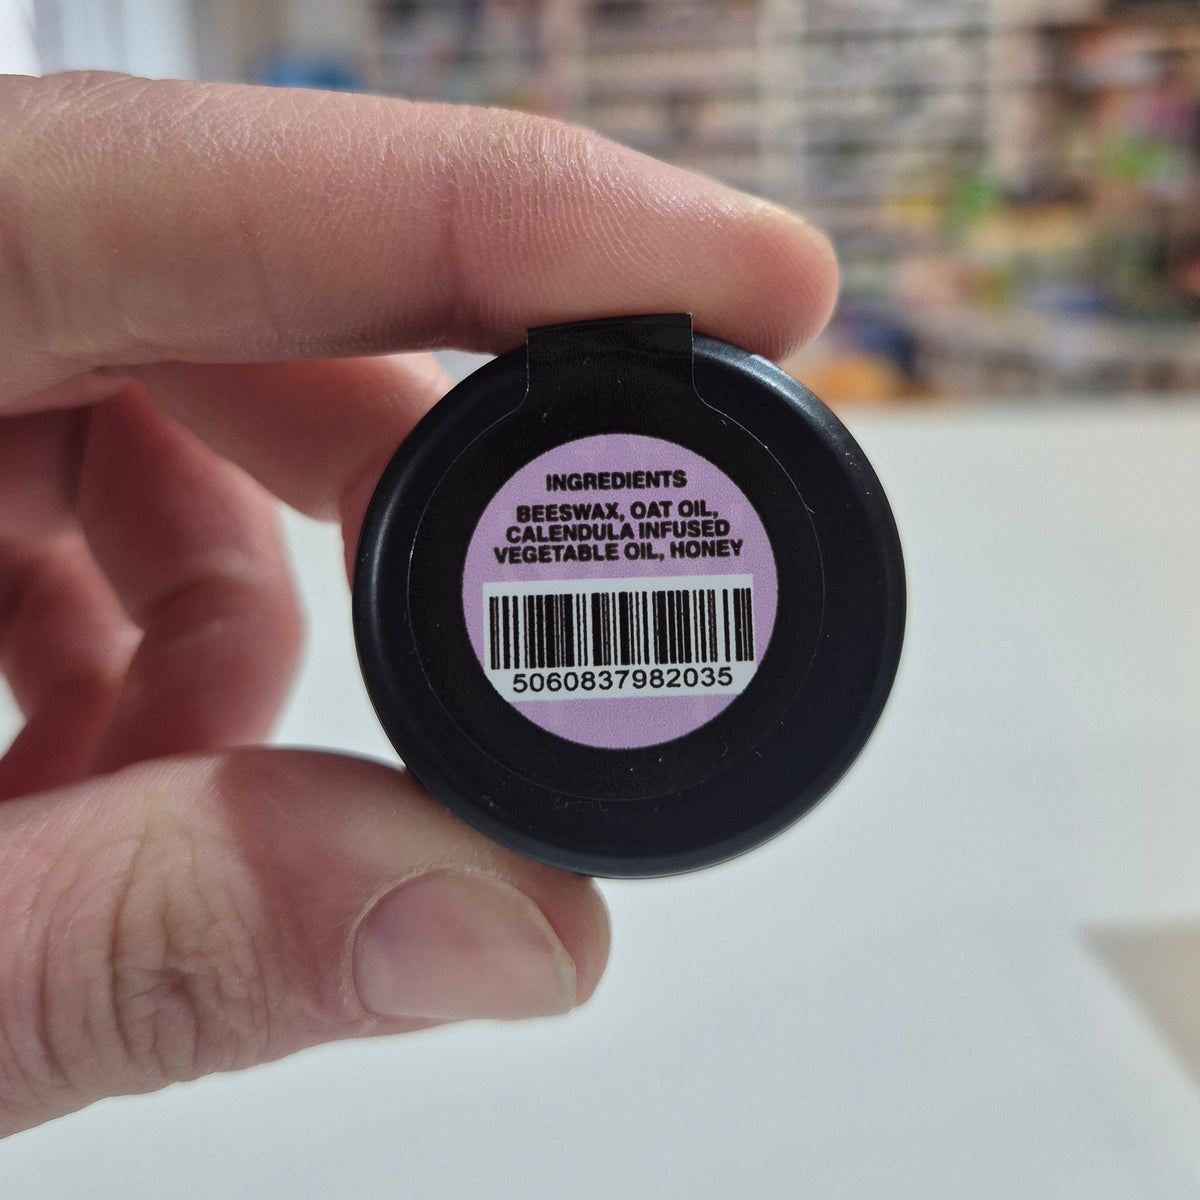 INGREDIENTS
BEESWAX, OAT OIL,
CALENDULA INFUSED
VEGETABLE OIL, HONEY
5060837982035